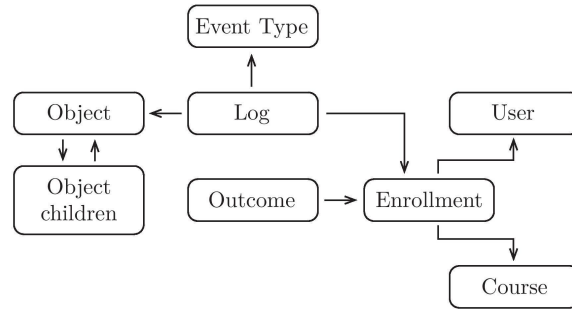 Event Type
Object
Log
User
Object
children
Outcome
Enrollment
Course